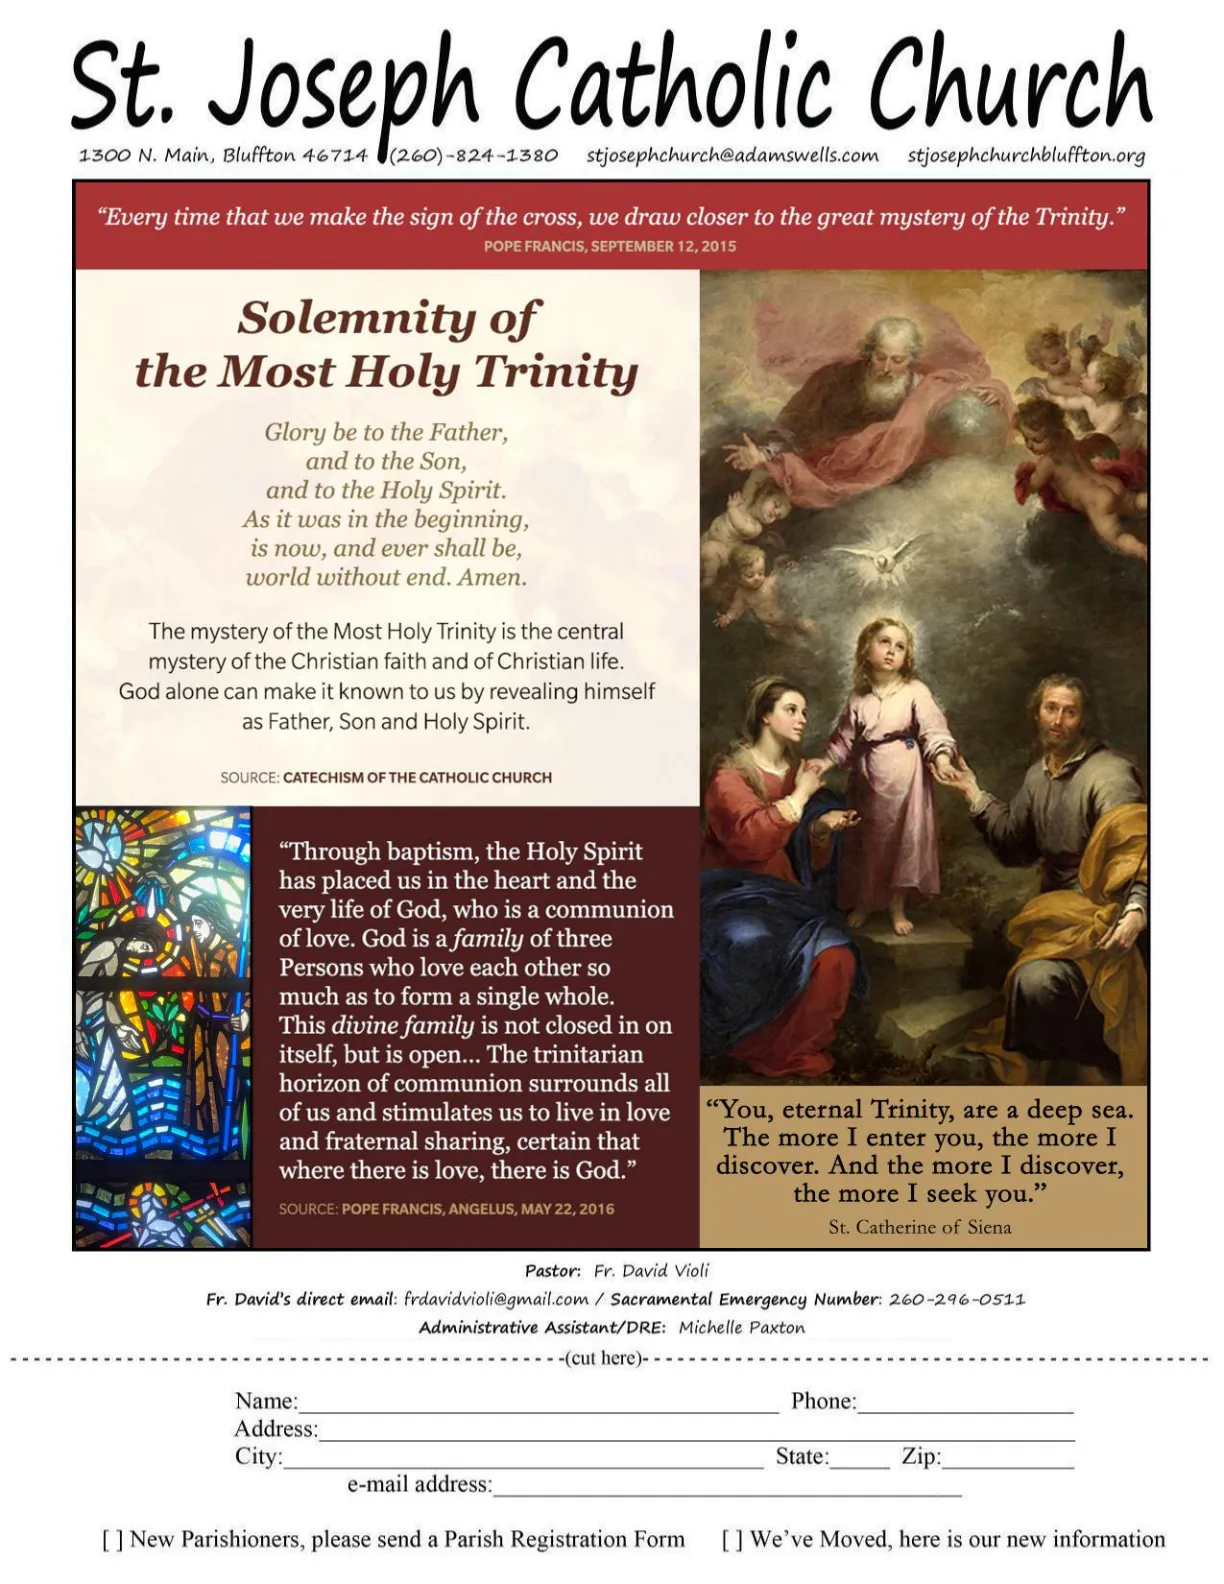 St. Joseph Catholic Church
1300 N. Main, Bluffton 46714 (260)-824-1380 stjosephchurch@adamswells.com stjosephchurchbluffton.org
“Every time that we make the sign of the cross, we draw closer to the great mystery of the Trinity.”
POPE FRANCIS, SEPTEMBER 12, 2015
Solemnity of
the Most Holy Trinity
Glory be to the Father,
and to the Son,
and to the Holy Spirit.
As it was in the beginning,
is now, and ever shall be,
world without end. Amen.
The mystery of the Most Holy Trinity is the central
mystery of the Christian faith and of Christian life.
God alone can make it known to us by revealing himself
as Father, Son and Holy Spirit.
SOURCE: CATECHISM OF THE CATHOLIC CHURCH
“Through baptism, the Holy Spirit
has placed us in the heart and the
very life of God, who is a communion
of love. God is a family of three
Persons who love each other so
much as to form a single whole.
This divine family is not closed in on
itself, but is open... The trinitarian
horizon of communion surrounds all
of us and stimulates us to live in love
and fraternal sharing, certain that
where there is love, there is God.”
SOURCE: POPE FRANCIS, ANGELUS, MAY 22, 2016
“You, eternal Trinity, are a deep sea.
The more I enter you, the more I
discover. And the more I discover,
the more I seek you.”
St. Catherine of Siena
Pastor: Fr. David Violi
Fr. David's direct email: frdavidvioli@gmail.com / Sacramental Emergency Number: 260-296-0511
Administrative Assistant/DRE: Michelle Paxton
(cut here)
Name: Phone:
Address:
City: State: Zip:
e-mail address:
[ ] New Parishioners, please send a Parish Registration Form [ ] We’ve Moved, here is our new information